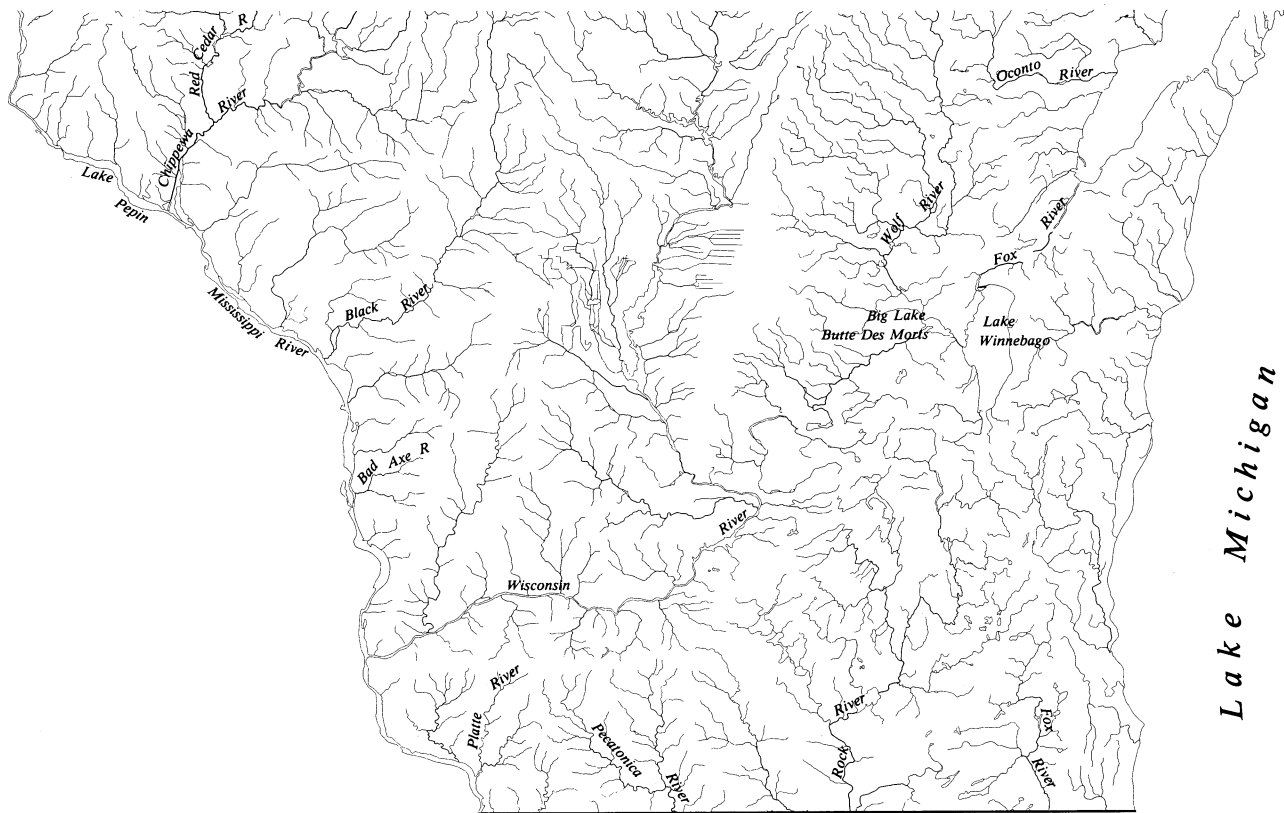 Red Cedar R
Oconto River
Chippewa River
Lake Pepin
Wolf River
Fox River
Mississippi River
Black River
Big Lake
Butte Des Morts
Lake
Winnebago
Bad Axe R
Wisconsin River
Lake Michigan
Platte River
Pecatonica River
Rock River
Fox River